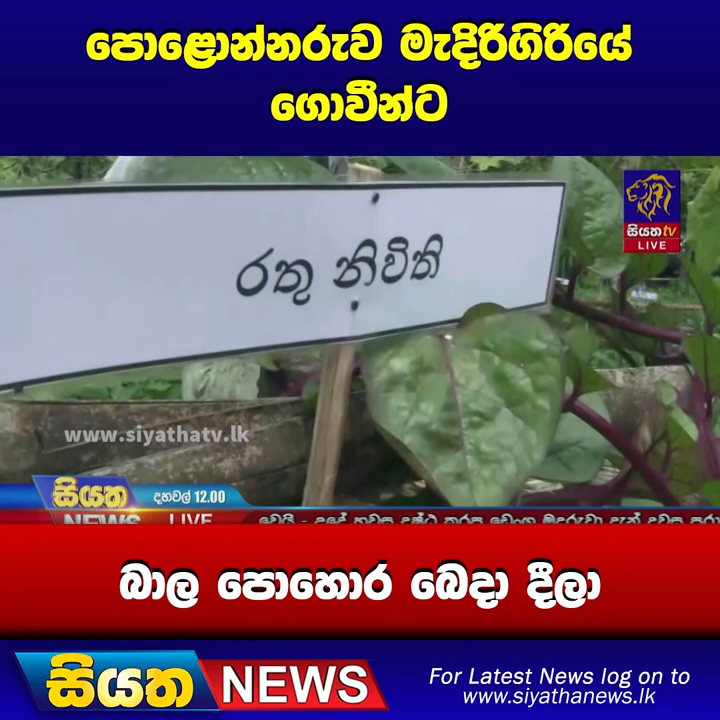 පොළොන්නරුව මැදිරිගිරියේ
ගොවීන්ට
සියත tv
LIVE
රතු නිවිති
www.siyathatv.lk
සියත දහවල් 12.00
NEWS LIVE
බාල පොහොර බෙදා දීලා
සියත NEWS
For Latest News log on to
www.siyathanews.lk